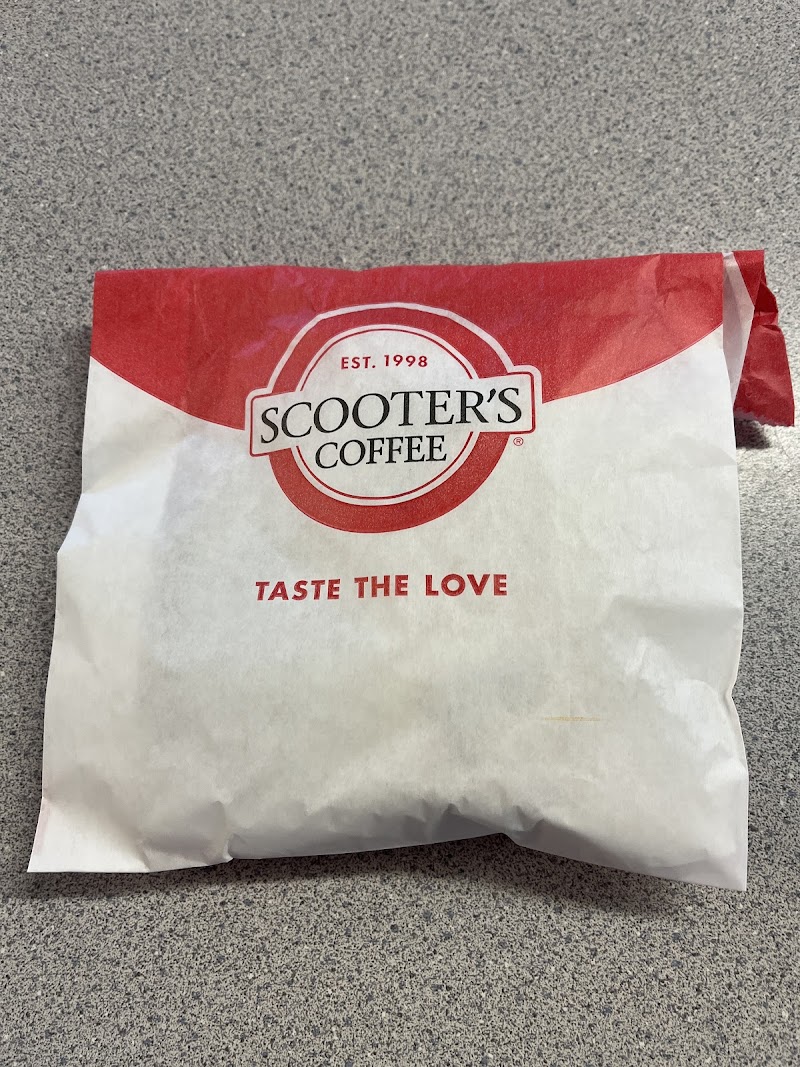 EST. 1998
SCOOTER'S
COFFEE
®
TASTE THE LOVE